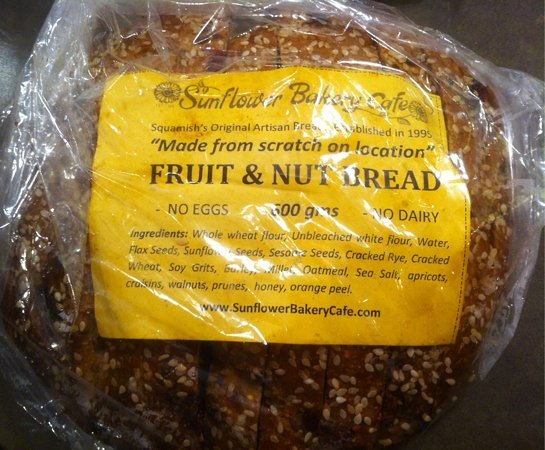 Sunflower Bakery Cafe
Squamish's Original Artisan Bread, established in 1995
"Made from scratch on location"
FRUIT & NUT BREAD
- NO EGGS 600 gms - NO DAIRY
Ingredients: Whole wheat flour, Unbleached white flour, Water,
Flax Seeds, Sunflower Seeds, Sesame Seeds, Cracked Rye, Cracked
Wheat, Soy Grits, Barley, Millet, Oatmeal, Sea Salt, apricots,
craisins, walnuts, prunes, honey, orange peel.
www.SunflowerBakeryCafe.com